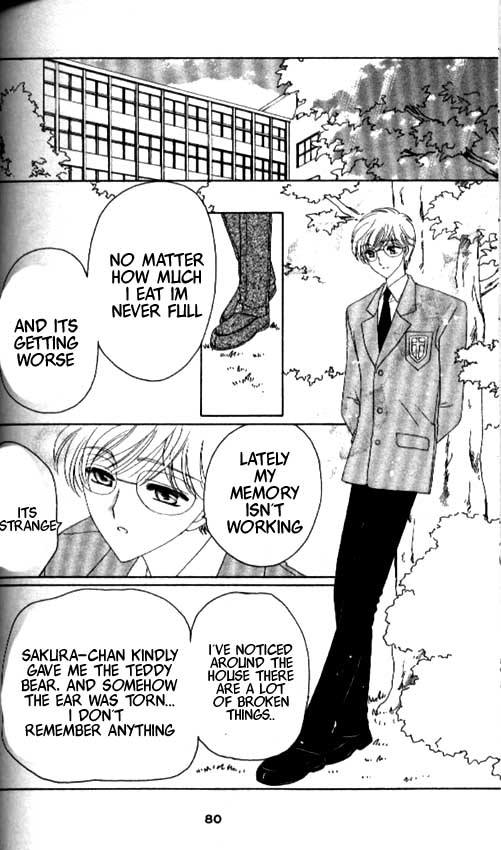 NO MATTER
HOW MUCH
I EAT IM
NEVER FULL
AND ITS
GETTING
WORSE
LATELY
MY
MEMORY
ISN'T
WORKING
ITS
STRANGE
I'VE NOTICED
AROUND THE
HOUSE THERE
ARE A LOT
OF BROKEN
THINGS..
SAKURA-CHAN KINDLY
GAVE ME THE TEDDY
BEAR. AND SOMEHOW
THE EAR WAS TORN...
I DON'T
REMEMBER ANYTHING
80